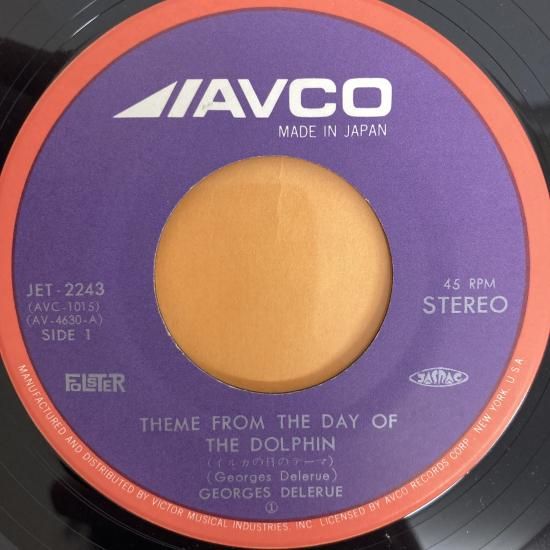 AVCO
MADE IN JAPAN
JET-2243
(AVC-1015)
(AV-4630-A)
SIDE 1
45 RPM
STEREO
FOLSTER
JASRAC
THEME FROM THE DAY OF
THE DOLPHIN
(イルカの日のテーマ)
(Georges Delerue)
GEORGES DELERUE
①
MANUFACTURED AND DISTRIBUTED BY VICTOR MUSICAL INDUSTRIES, INC. LICENSED BY AVCO RECORDS CORP. NEW YORK, U.S.A.